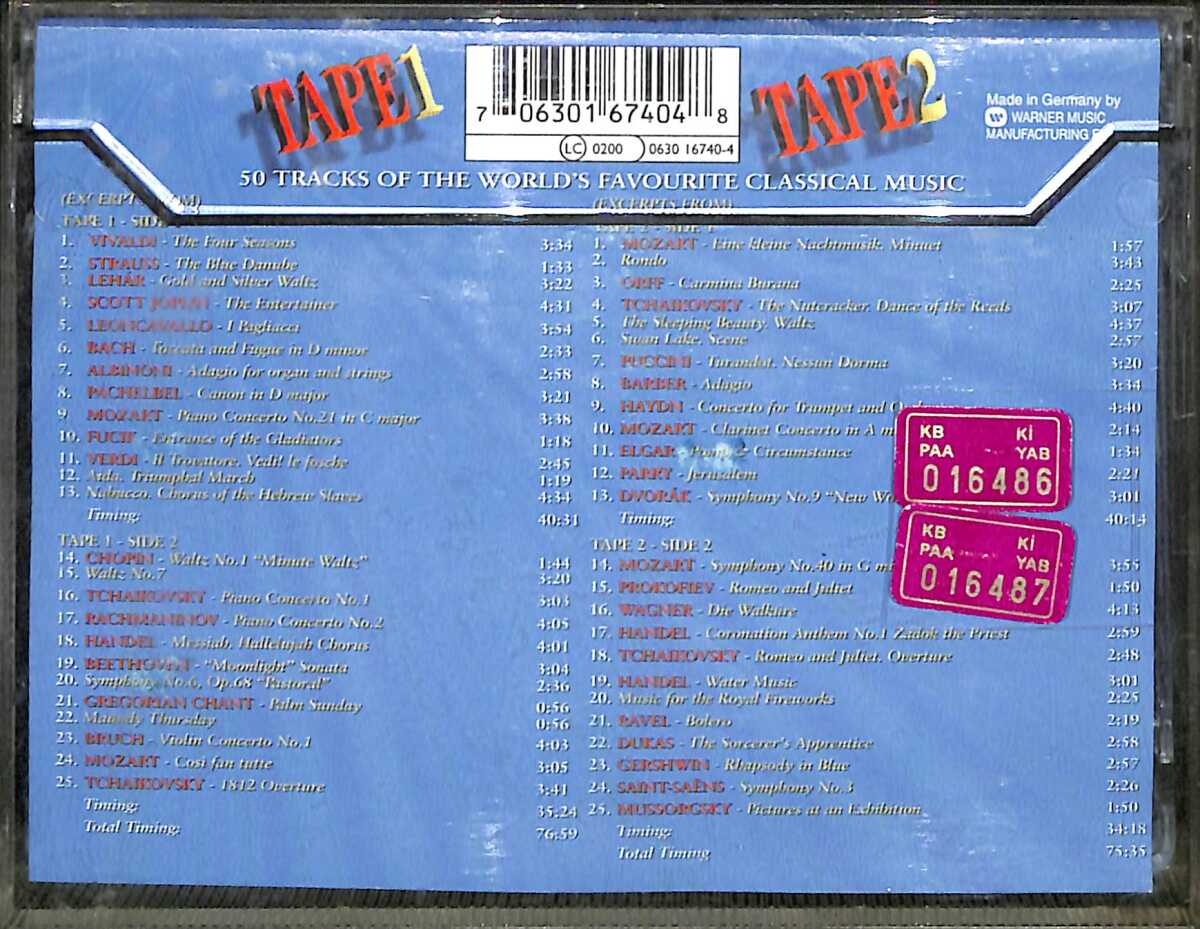 TAPE1
7 06301 67404 8
LC 0200 0630 16740-4
TAPE2
Made in Germany by
WARNER MUSIC
MANUFACTURING
50 TRACKS OF THE WORLD'S FAVOURITE CLASSICAL MUSIC
TAPE 1 - SIDE
1. VIVALDI - The Four Seasons 3:34
2. STRAUSS - The Blue Danube 1:33
3. LEHÁR - Gold and Silver Waltz 3:22
4. SCOTT JOPLIN - The Entertainer 4:31
5. LEONCAVALLO - I Pagliacci 3:54
6. BACH - Toccata and Fugue in D minor 2:33
7. ALBINONI - Adagio for organ and strings 2:58
8. PACHELBEL - Canon in D major 3:21
9. MOZART - Piano Concerto No.21 in C major 3:38
10. FUCIK - Entrance of the Gladiators 1:18
11. VERDI - Il Trovatore. Vedi! le fosche 2:45
12. Aida. Triumphal March 1:19
13. Nabucco. Chorus of the Hebrew Slaves 4:34
Timing: 40:31
TAPE 1 - SIDE 2
14. CHOPIN - Waltz No.1 "Minute Waltz" 1:44
15. Waltz No.7 3:20
16. TCHAIKOVSKY - Piano Concerto No.1 3:03
17. RACHMANINOV - Piano Concerto No.2 4:05
18. HANDEL - Messiah. Hallelujah Chorus 4:01
19. BEETHOVEN - "Moonlight" Sonata 3:04
20. Symphony No.6, Op.68 "Pastoral" 2:36
21. GREGORIAN CHANT - Palm Sunday 0:56
22. Maundy Thursday 0:56
23. BRUCH - Violin Concerto No.1 4:03
24. MOZART - Cosi fan tutte 3:05
25. TCHAIKOVSKY - 1812 Overture 3:41
Timing: 35:24
Total Timing: 76:59
(EXCERPTS FROM)
TAPE 2 - SIDE 1
1. MOZART - Eine kleine Nachtmusik. Minuet 1:57
2. Rondo 3:43
3. ORFF - Carmina Burana 2:25
4. TCHAIKOVSKY - The Nutcracker. Dance of the Reeds 3:07
5. The Sleeping Beauty. Waltz 4:37
6. Swan Lake. Scene 2:57
7. PUCCINI - Turandot. Nessun Dorma 3:20
8. BARBER - Adagio 3:34
9. HAYDN - Concerto for Trumpet and 4:40
10. MOZART - Clarinet Concerto in A 2:14
11. ELGAR - Circumstance 1:34
12. PARRY - Jerusalem 2:21
13. DVORÁK - Symphony No.9 "New 3:01
Timing: 40:14
TAPE 2 - SIDE 2
14. MOZART - Symphony No.40 in G 3:55
15. PROKOFIEV - Romeo and Juliet 1:50
16. WAGNER - Die Walkure 4:13
17. HANDEL - Coronation Anthem No.1 Zadok the Priest 2:59
18. TCHAIKOVSKY - Romeo and Juliet. Overture 2:48
19. HANDEL - Water Music 3:01
20. Music for the Royal Fireworks 2:25
21. RAVEL - Bolero 2:19
22. DUKAS - The Sorcerer's Apprentice 2:58
23. GERSHWIN - Rhapsody in Blue 2:57
24. SAINT-SAËNS - Symphony No.3 2:26
25. MUSSORGSKY - Pictures at an Exhibition 1:50
Timing: 34:18
Total Timing 75:35
KB Kİ
PAA YAB
016486
KB Kİ
PAA YAB
016487